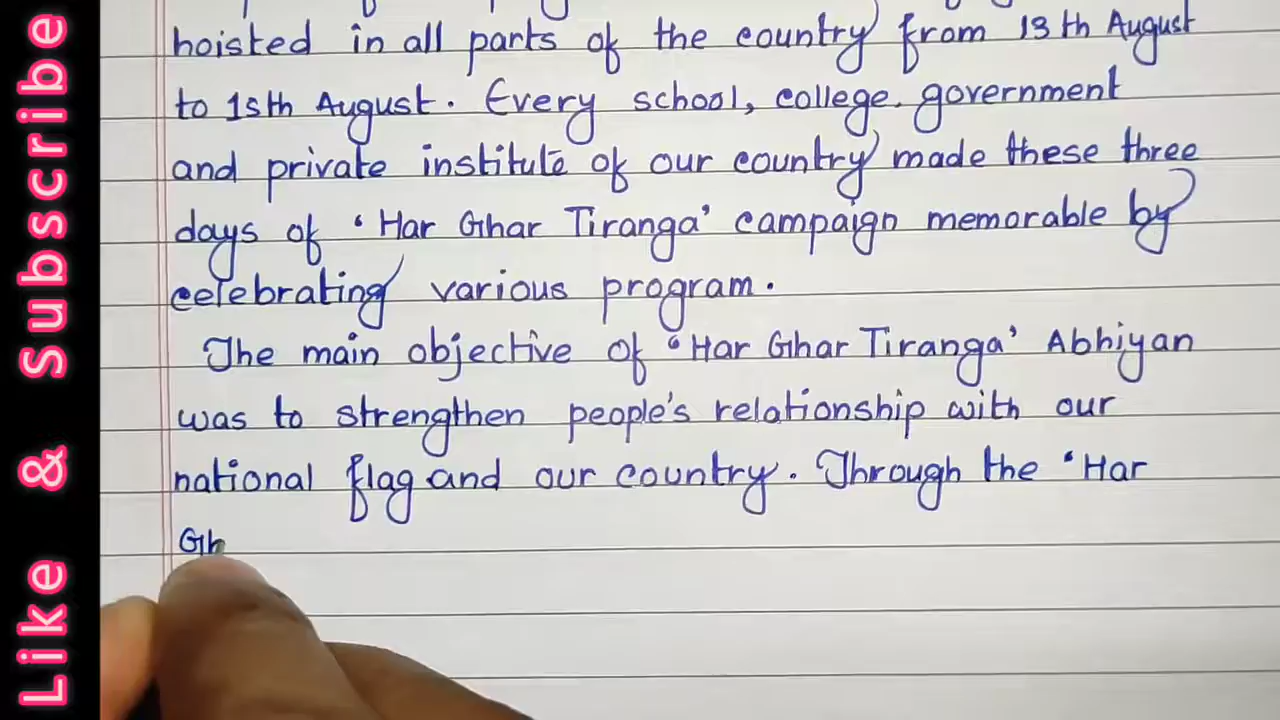 hoisted in all parts of the country from 13th August
to 15th August. Every school, college. government
and private institute of our country made these three
days of 'Har Ghar Tiranga' campaign memorable by
celebrating various program.
The main objective of 'Har Ghar Tiranga' Abhiyan
was to strengthen people's relationship with our
national flag and our country. Through the 'Har
Gh
Like & Subscribe